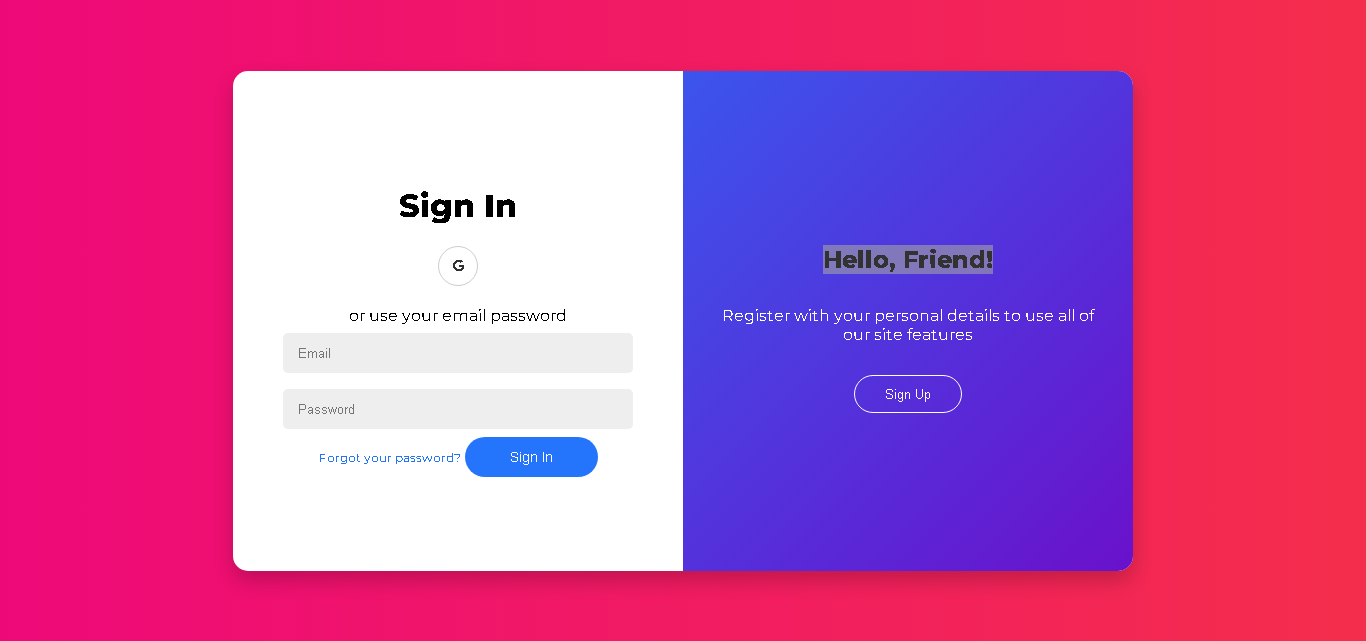 Sign In
G
or use your email password
Email
Password
Forgot your password?
Sign In
Hello, Friend!
Register with your personal details to use all of
our site features
Sign Up